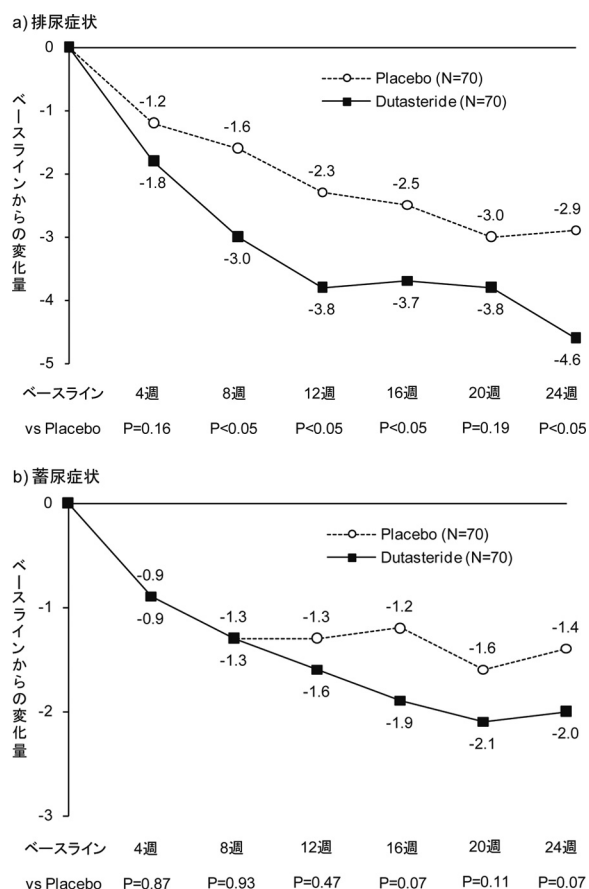 a) 排尿症状
0
-1
-2
-3
-4
-5
ベースラインからの変化量
Placebo (N=70)
Dutasteride (N=70)
-1.2
-1.6
-2.3
-2.5
-3.0
-2.9
-1.8
-3.0
-3.8
-3.7
-3.8
-4.6
ベースライン 4週 8週 12週 16週 20週 24週
vs Placebo P=0.16 P<0.05 P<0.05 P<0.05 P=0.19 P<0.05
b) 蓄尿症状
0
-1
-2
-3
ベースラインからの変化量
Placebo (N=70)
Dutasteride (N=70)
-0.9
-1.3
-1.3
-1.2
-1.6
-1.4
-0.9
-1.3
-1.6
-1.9
-2.1
-2.0
ベースライン 4週 8週 12週 16週 20週 24週
vs Placebo P=0.87 P=0.93 P=0.47 P=0.07 P=0.11 P=0.07